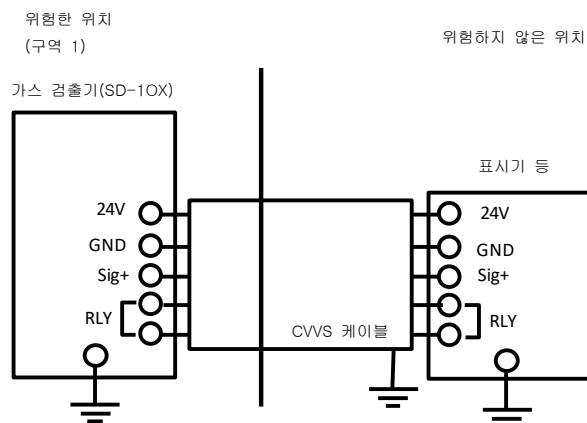 위험한 위치
(구역 1)
위험하지 않은 위치
가스 검출기(SD-1OX)
표시기 등
24V
GND
Sig+
RLY
CVVS 케이블
24V
GND
Sig+
RLY